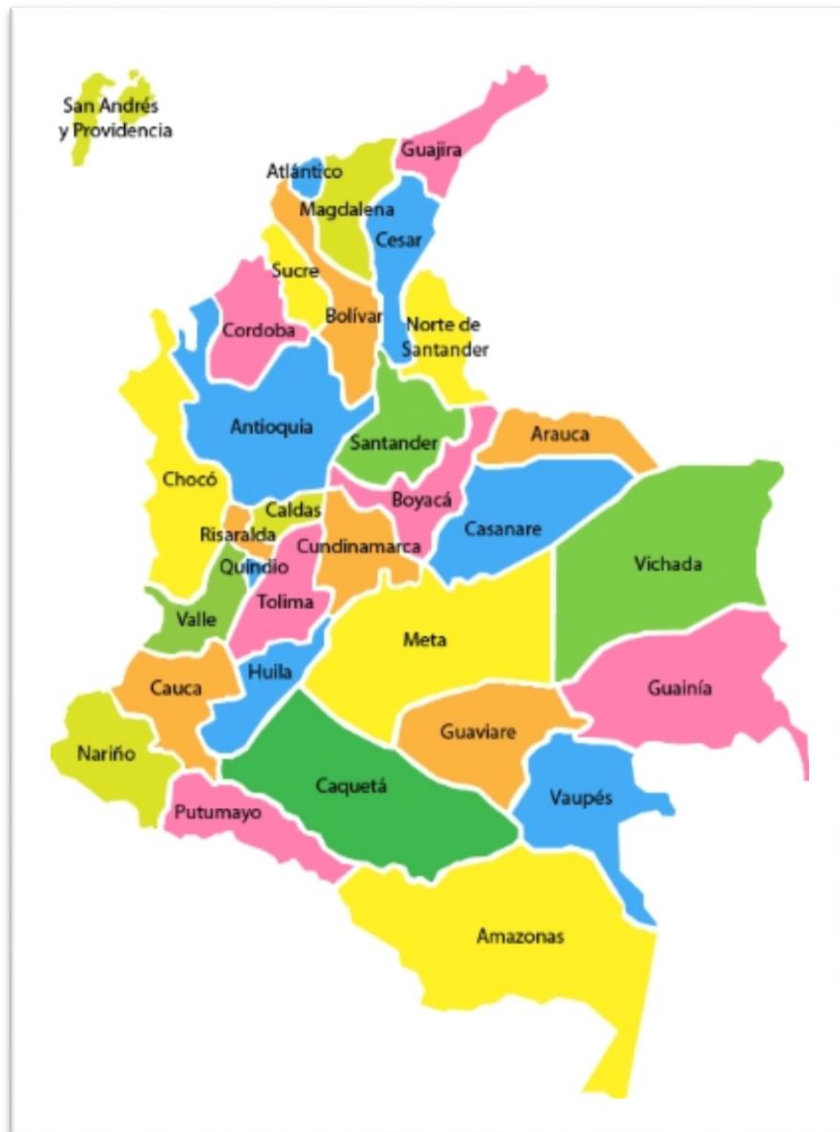 San Andrés
y Providencia
Guajira
Atlántico
Magdalena
Cesar
Sucre
Bolívar
Cordoba
Norte de
Santander
Antioquia
Santander
Arauca
Chocó
Boyacá
Caldas
Casanare
Risaralda
Cundinamarca
Quindio
Vichada
Tolima
Valle
Meta
Huila
Cauca
Guainía
Guaviare
Nariño
Caquetá
Vaupés
Putumayo
Amazonas